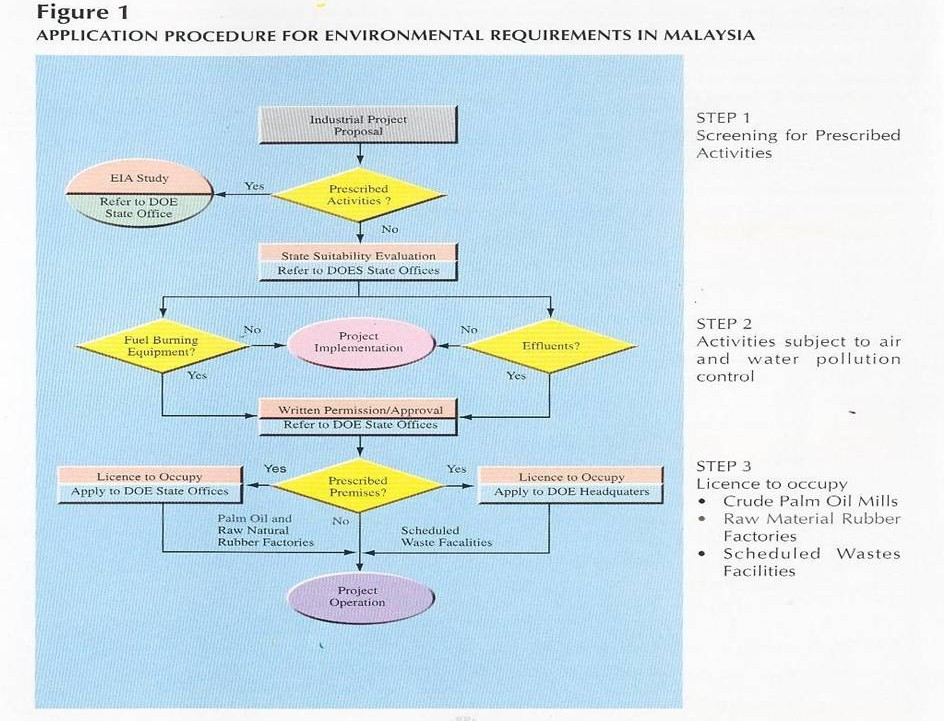 Figure 1
APPLICATION PROCEDURE FOR ENVIRONMENTAL REQUIREMENTS IN MALAYSIA
Industrial Project
Proposal
STEP 1
Screening for Prescribed
Activities
EIA Study
Refer to DOE
State Office
Yes
Prescribed
Activities ?
No
State Suitability Evaluation
Refer to DOES State Offices
Fuel Burning
Equipment?
No
Project
Implementation
No
Effluents?
STEP 2
Activities subject to air
and water pollution
control
Yes
Yes
Written Permission/Approval
Refer to DOE State Offices
Licence to Occupy
Apply to DOE State Offices
Yes
Prescribed
Premises?
Yes
Licence to Occupy
Apply to DOE Headquaters
STEP 3
Licence to occupy
• Crude Palm Oil Mills
• Raw Material Rubber
Factories
• Scheduled Wastes
Facilities
Palm Oil and
Raw Natural
Rubber Factories
No
Scheduled
Waste Facalities
Project
Operation